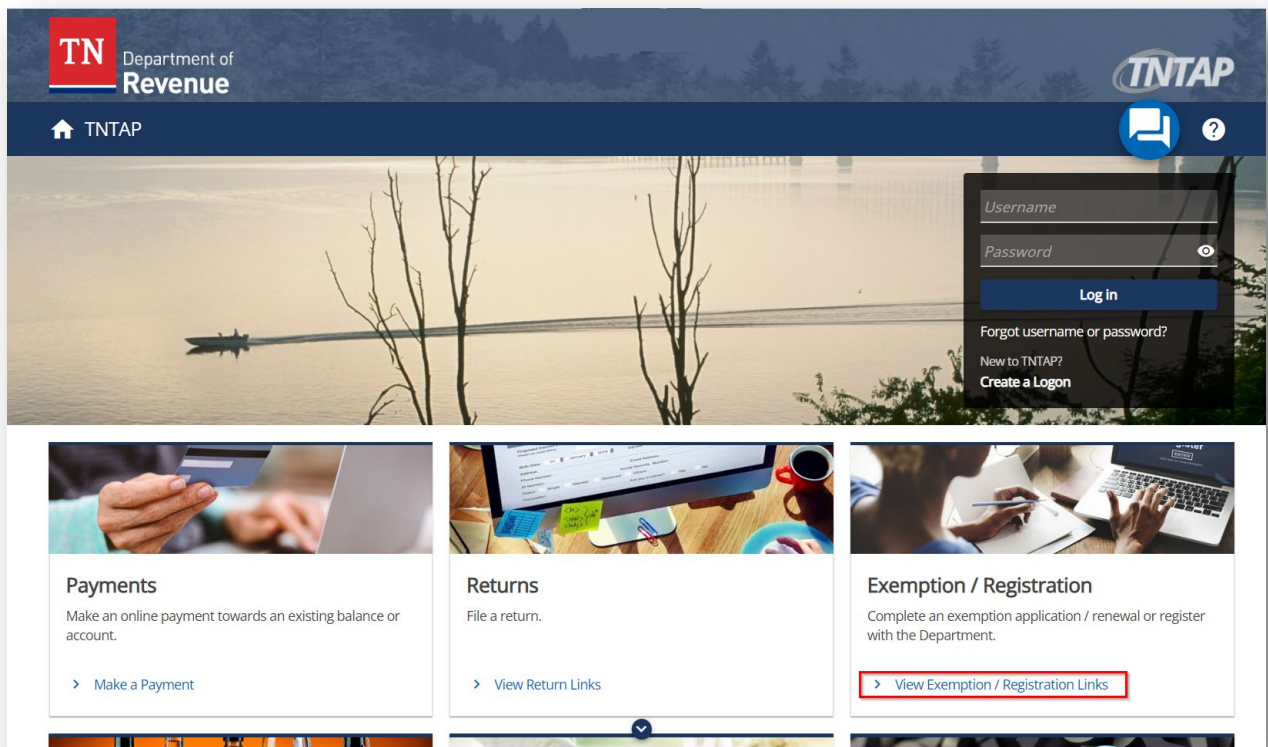 TN
Department of
Revenue
TNTAP
TNTAP
?
Username
Password
Log in
Forgot username or password?
New to TNTAP?
Create a Logon
ENTER
Payments
Make an online payment towards an existing balance or
account.
Make a Payment
Returns
File a return.
View Return Links
Exemption / Registration
Complete an exemption application / renewal or register
with the Department.
View Exemption / Registration Links